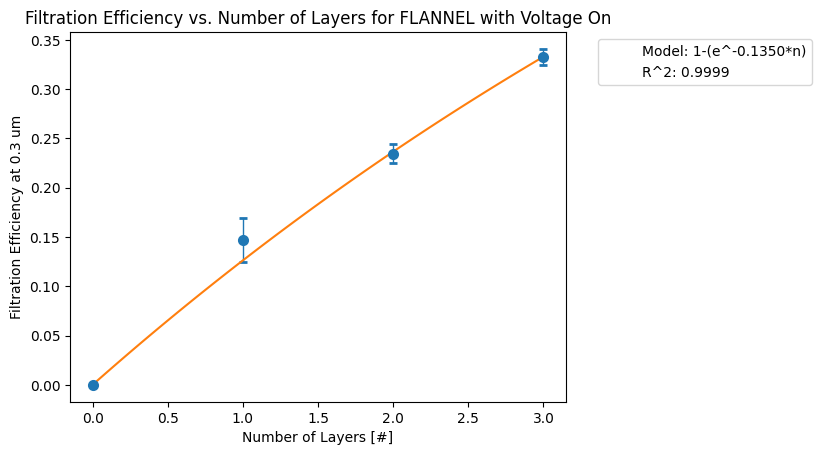 Filtration Efficiency vs. Number of Layers for FLANNEL with Voltage On
Model: 1-(e^-0.1350*n)
R^2: 0.9999
Filtration Efficiency at 0.3 um
0.35
0.30
0.25
0.20
0.15
0.10
0.05
0.00
0.0 0.5 1.0 1.5 2.0 2.5 3.0
Number of Layers [#]